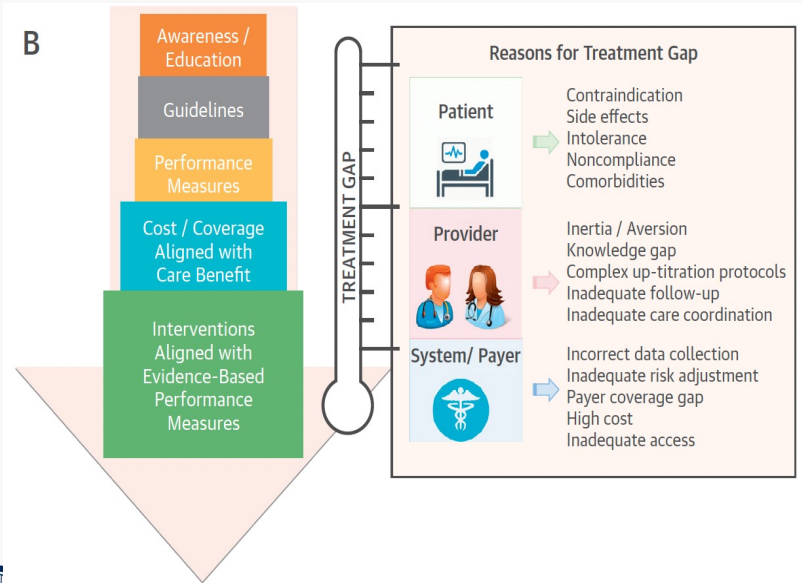 B
Awareness /
Education
Guidelines
Performance
Measures
Cost / Coverage
Aligned with
Care Benefit
Interventions
Aligned with
Evidence-Based
Performance
Measures
TREATMENT GAP
Reasons for Treatment Gap
Patient
Contraindication
Side effects
Intolerance
Noncompliance
Comorbidities
Provider
Inertia / Aversion
Knowledge gap
Complex up-titration protocols
Inadequate follow-up
Inadequate care coordination
System/ Payer
Incorrect data collection
Inadequate risk adjustment
Payer coverage gap
High cost
Inadequate access